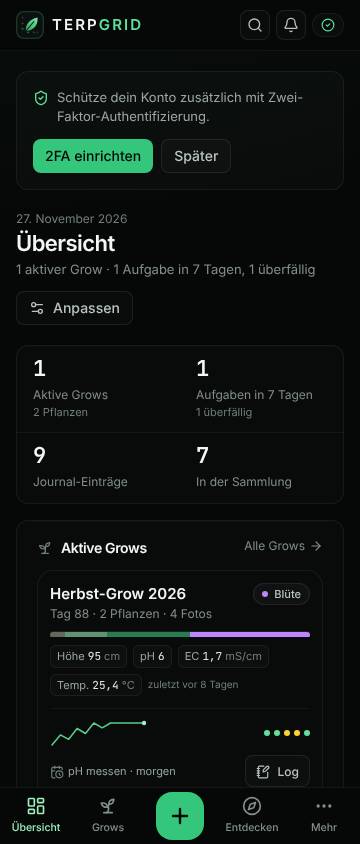 TERPGRID
Schütze dein Konto zusätzlich mit Zwei-
Faktor-Authentifizierung.
2FA einrichten
Später
27. November 2026
Übersicht
1 aktiver Grow · 1 Aufgabe in 7 Tagen, 1 überfällig
Anpassen
1
Aktive Grows
2 Pflanzen
1
Aufgaben in 7 Tagen
1 überfällig
9
Journal-Einträge
7
In der Sammlung
Aktive Grows
Alle Grows →
Herbst-Grow 2026
Blüte
Tag 88 · 2 Pflanzen · 4 Fotos
Höhe 95 cm
pH 6
EC 1,7 mS/cm
Temp. 25,4 °C
zuletzt vor 8 Tagen
pH messen · morgen
Log
Übersicht
Grows
Entdecken
Mehr